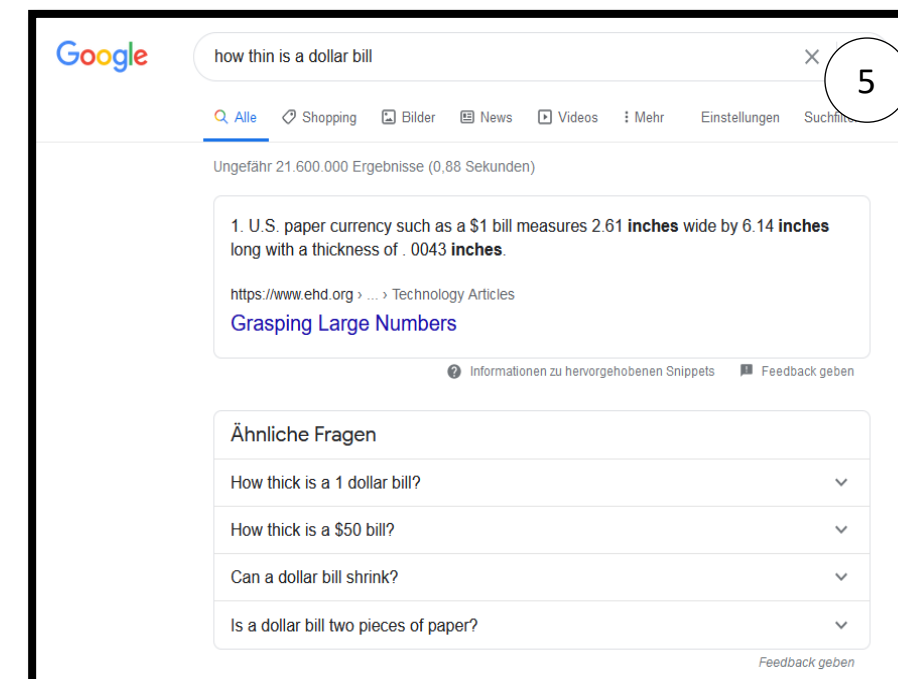 Google
how thin is a dollar bill
5
Alle Shopping Bilder News Videos Mehr Einstellungen
Ungefähr 21.600.000 Ergebnisse (0,88 Sekunden)
1. U.S. paper currency such as a $1 bill measures 2.61 inches wide by 6.14 inches
long with a thickness of . 0043 inches.
https://www.ehd.org › ... › Technology Articles
Grasping Large Numbers
Informationen zu hervorgehobenen Snippets Feedback geben
Ähnliche Fragen
How thick is a 1 dollar bill?
How thick is a $50 bill?
Can a dollar bill shrink?
Is a dollar bill two pieces of paper?
Feedback geben